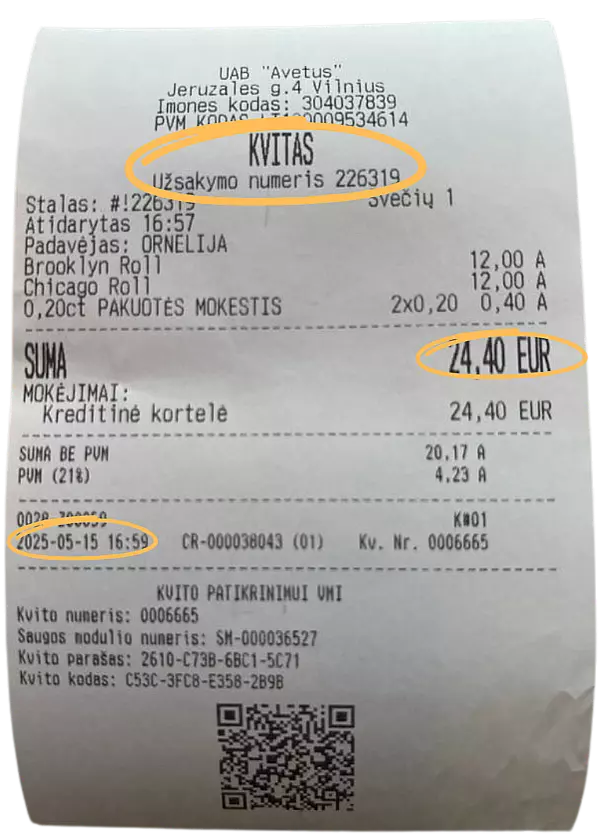 UAB "Avetus"
Jeruzales g.4 Vilnius
Imones kodas: 304037839
PVM KODAS
KVITAS
Užsakymo numeris 226319
Stalas: #!226319 Svečių 1
Atidarytas 16:57
Padavėjas: ORNELIJA
Brooklyn Roll 12,00 A
Chicago Roll 12,00 A
0,20ct PAKUOTĖS MOKESTIS 2x0,20 0,40 A
SUMA 24,40 EUR
MOKĖJIMAI:
Kreditinė kortelė 24,40 EUR
SUMA BE PVM 20,17 A
PVM (21%) 4,23 A
K#01
2025-05-15 16:59 CR-000038043 (01) Kv. Nr. 0006665
KVITO PATIKRINIMUI VMI
Kvito numeris: 0006665
Saugos modulio numeris: SM-000036527
Kvito parašas: 2610-C73B-6BC1-5C71
Kvito kodas: C53C-3FC8-E358-2B9B